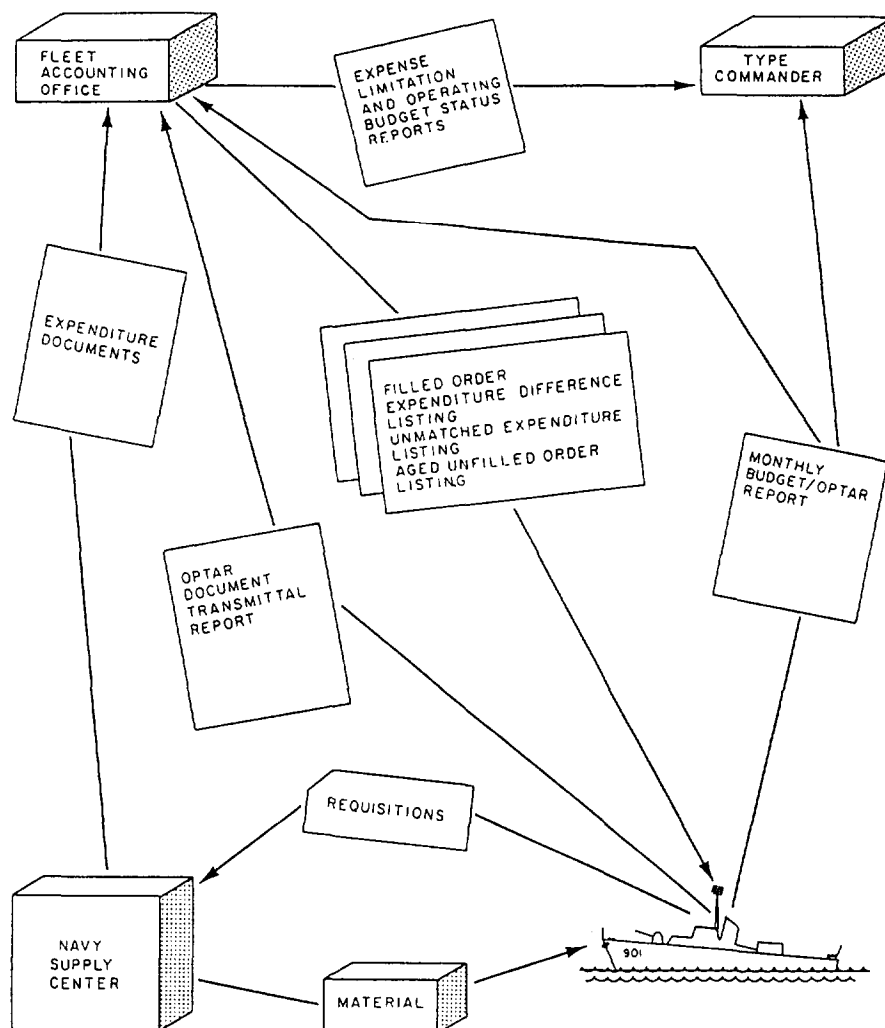 FLEET
ACCOUNTING
OFFICE
EXPENSE
LIMITATION
AND OPERATING
BUDGET STATUS
REPORTS
TYPE
COMMANDER
EXPENDITURE
DOCUMENTS
FILLED ORDER
EXPENDITURE DIFFERENCE
LISTING
UNMATCHED EXPENDITURE
LISTING
AGED UNFILLED ORDER
LISTING
MONTHLY
BUDGET/OPTAR
REPORT
OPTAR
DOCUMENT
TRANSMITTAL
REPORT
REQUISITIONS
NAVY
SUPPLY
CENTER
MATERIAL
901